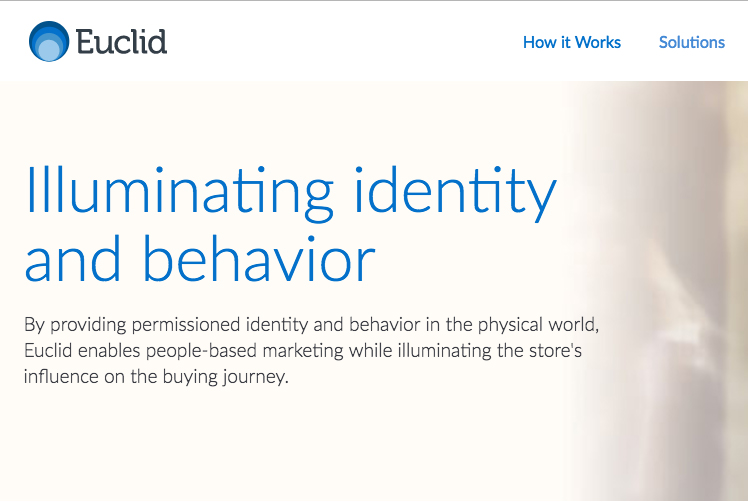 Euclid
How it Works
Solutions
Illuminating identity
and behavior
By providing permissioned identity and behavior in the physical world,
Euclid enables people-based marketing while illuminating the store's
influence on the buying journey.